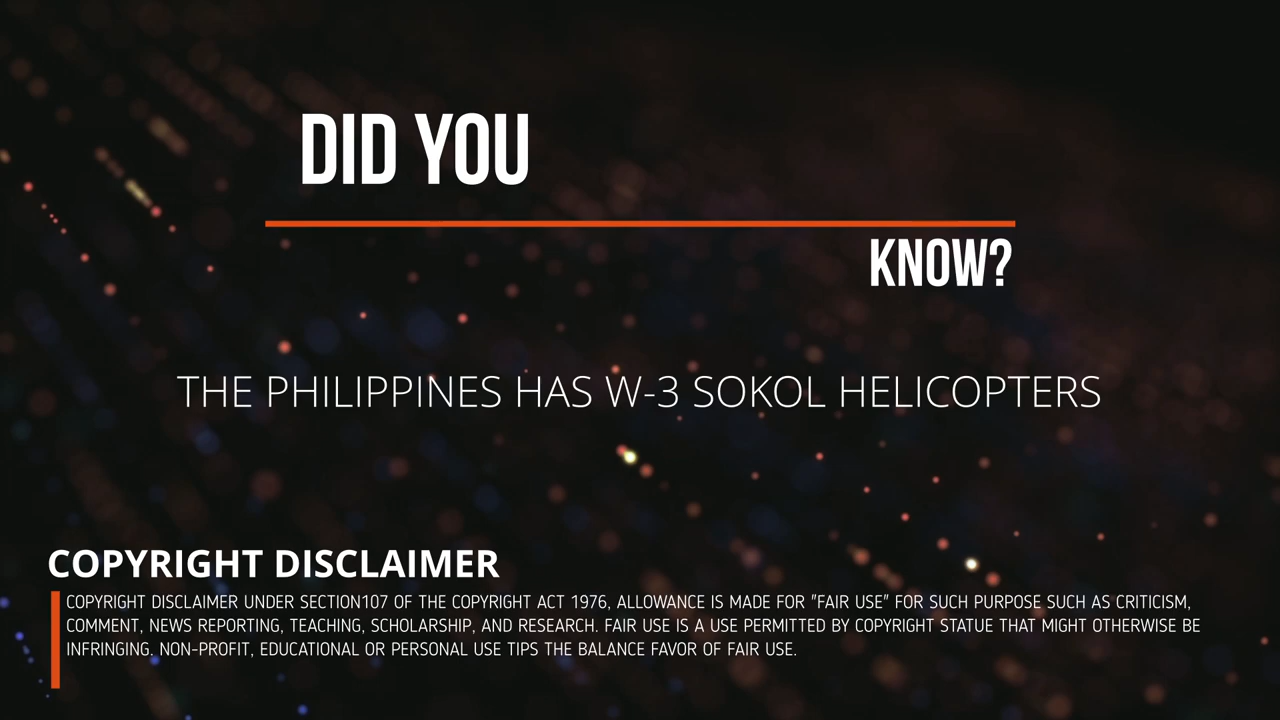 DID YOU
KNOW?
THE PHILIPPINES HAS W-3 SOKOL HELICOPTERS
COPYRIGHT DISCLAIMER
COPYRIGHT DISCLAIMER UNDER SECTION107 OF THE COPYRIGHT ACT 1976, ALLOWANCE IS MADE FOR "FAIR USE" FOR SUCH PURPOSE SUCH AS CRITICISM,
COMMENT, NEWS REPORTING, TEACHING, SCHOLARSHIP, AND RESEARCH. FAIR USE IS A USE PERMITTED BY COPYRIGHT STATUE THAT MIGHT OTHERWISE BE
INFRINGING. NON-PROFIT, EDUCATIONAL OR PERSONAL USE TIPS THE BALANCE FAVOR OF FAIR USE.